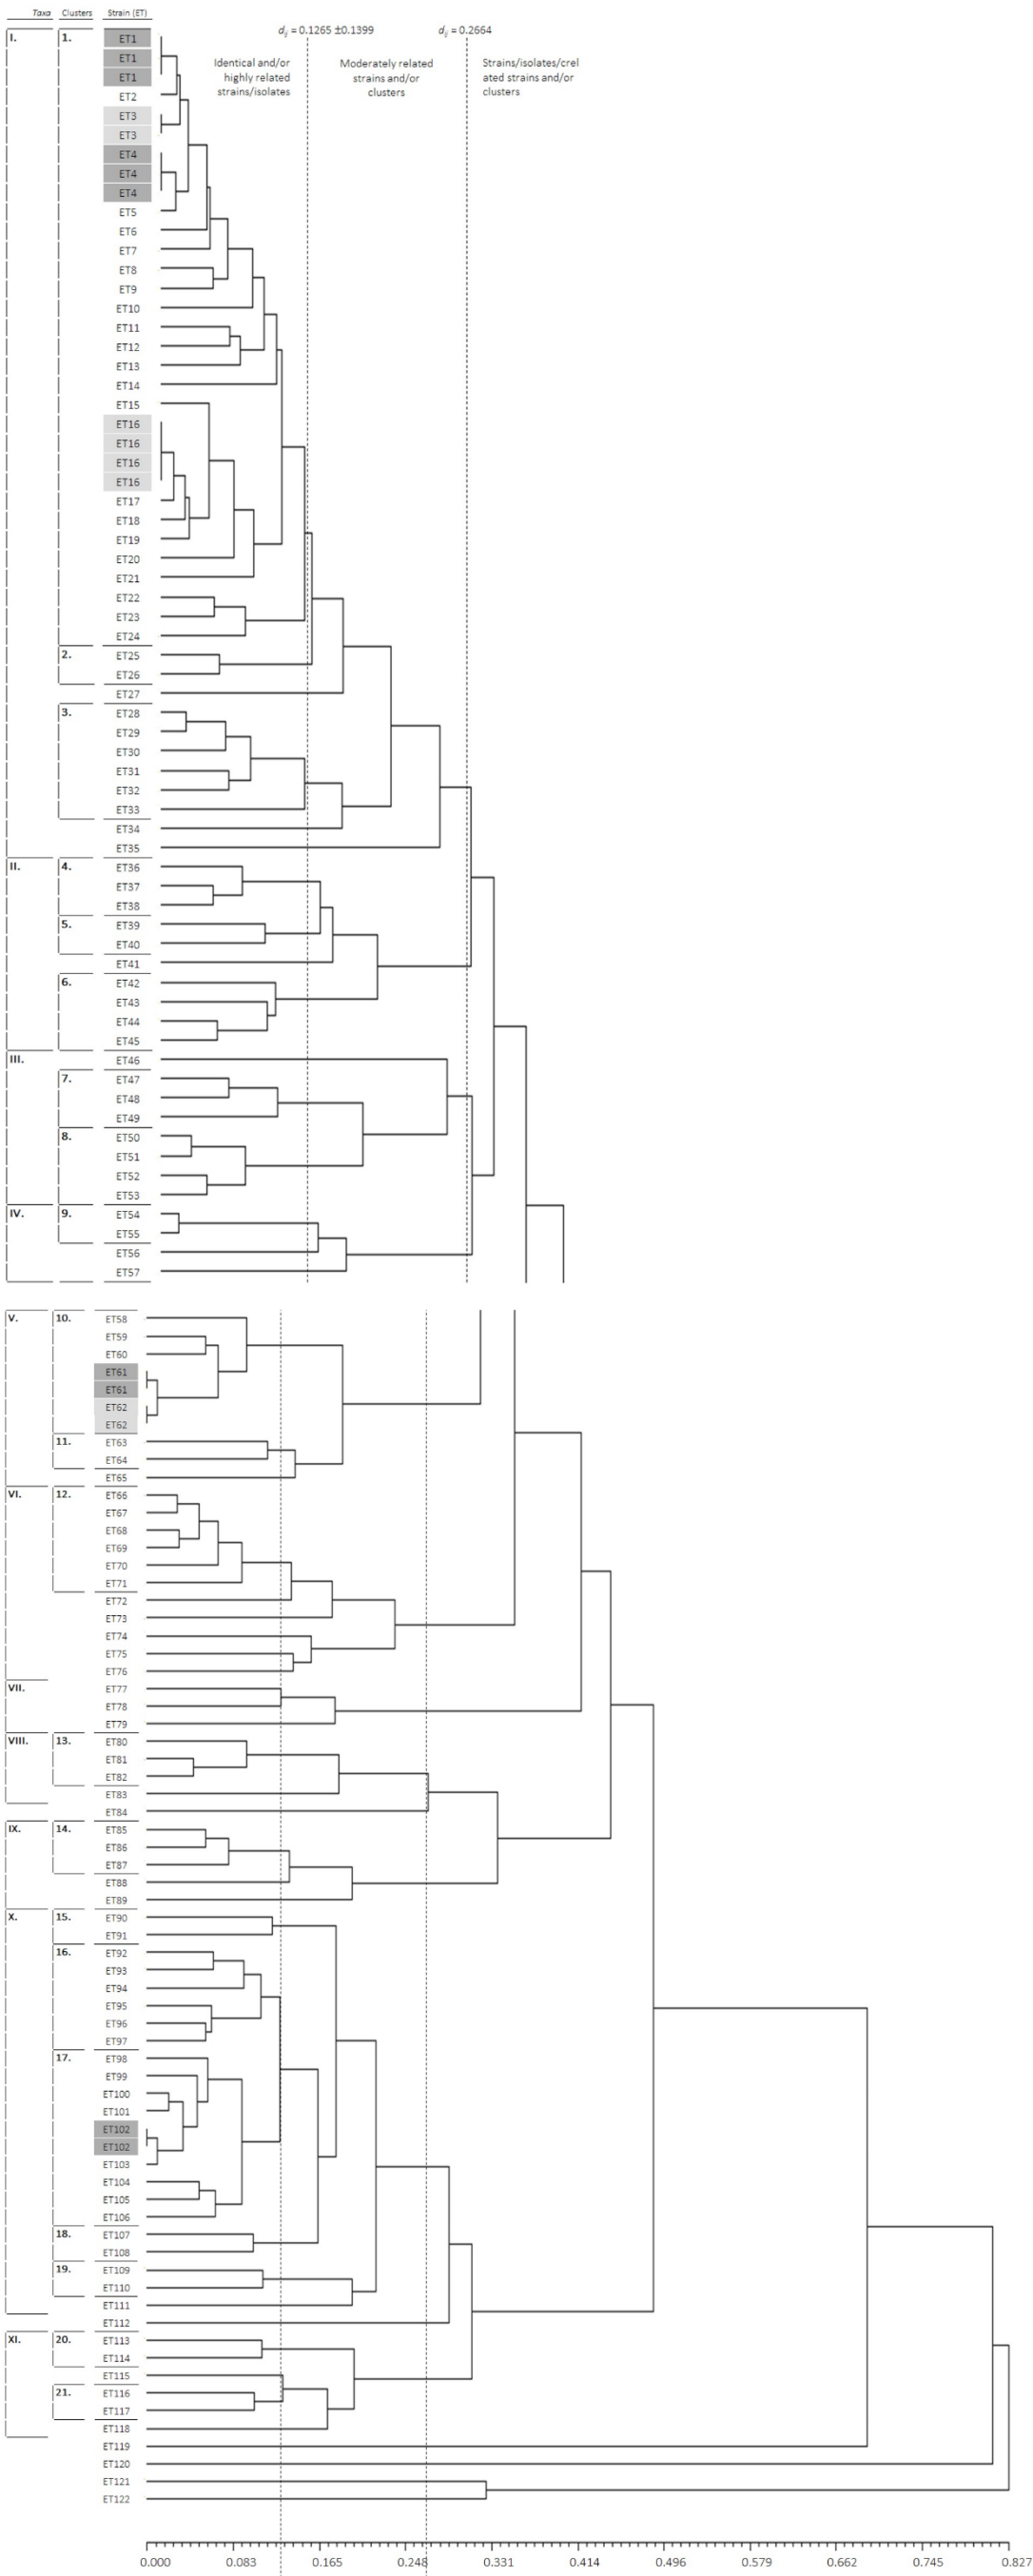 Taxa Clusters Strain (ET)
d_ij = 0.1265 ±0.1399 d_ij = 0.2664
Identical and/or highly related strains/isolates
Moderately related strains and/or clusters
Strains/isolates/crel ated strains and/or clusters
I. 1. ET1
ET1
ET1
ET2
ET3
ET3
ET4
ET4
ET4
ET5
ET6
ET7
ET8
ET9
ET10
ET11
ET12
ET13
ET14
ET15
ET16
ET16
ET16
ET16
ET17
ET18
ET19
ET20
ET21
ET22
ET23
ET24
2. ET25
ET26
ET27
3. ET28
ET29
ET30
ET31
ET32
ET33
ET34
ET35
II. 4. ET36
ET37
ET38
5. ET39
ET40
ET41
6. ET42
ET43
ET44
ET45
III. ET46
7. ET47
ET48
ET49
8. ET50
ET51
ET52
ET53
IV. 9. ET54
ET55
ET56
ET57
V. 10. ET58
ET59
ET60
ET61
ET61
ET62
ET62
11. ET63
ET64
ET65
VI. 12. ET66
ET67
ET68
ET69
ET70
ET71
ET72
ET73
ET74
ET75
ET76
VII. ET77
ET78
ET79
VIII. 13. ET80
ET81
ET82
ET83
ET84
IX. 14. ET85
ET86
ET87
ET88
ET89
X. 15. ET90
ET91
16. ET92
ET93
ET94
ET95
ET96
ET97
17. ET98
ET99
ET100
ET101
ET102
ET102
ET103
ET104
ET105
ET106
18. ET107
ET108
19. ET109
ET110
ET111
ET112
XI. 20. ET113
ET114
ET115
21. ET116
ET117
ET118
ET119
ET120
ET121
ET122
0.000 0.083 0.165 0.248 0.331 0.414 0.496 0.579 0.662 0.745 0.827